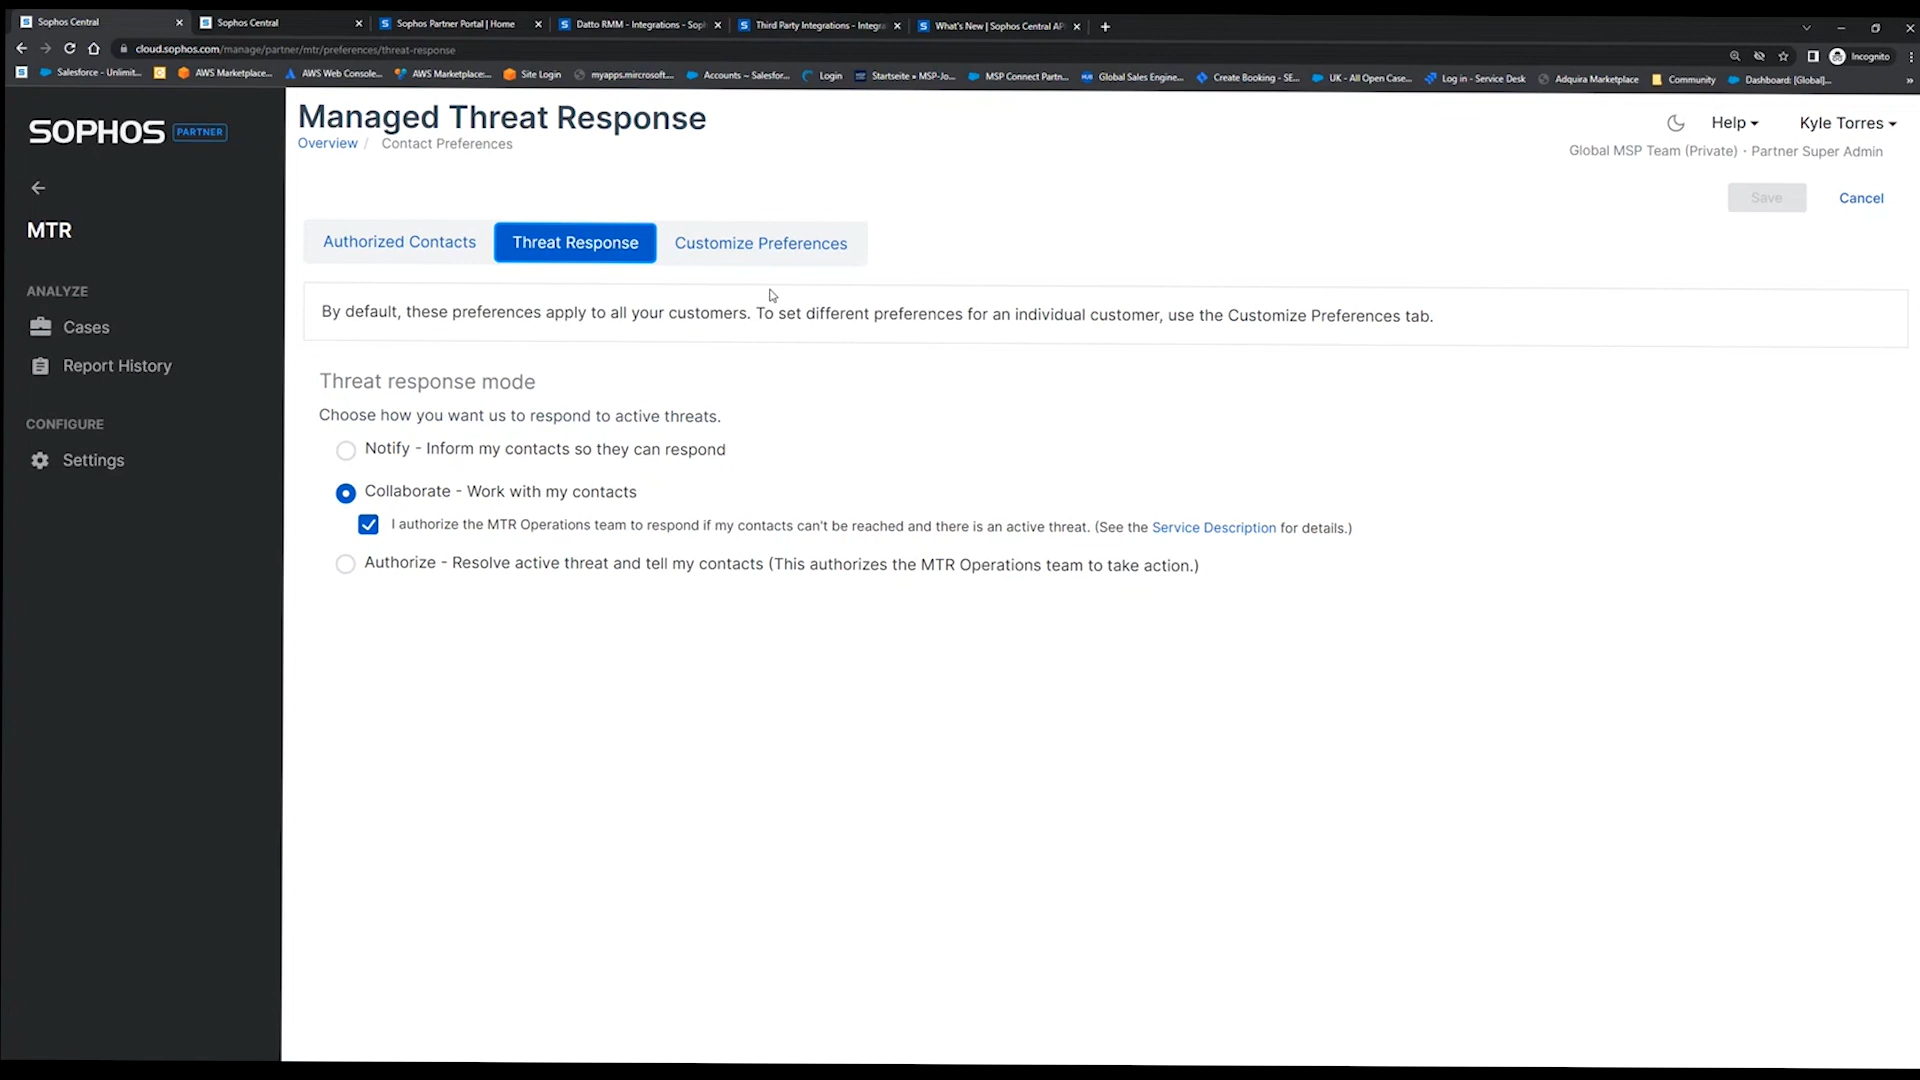 Sophos Central
Sophos Central
Sophos Partner Portal | Home
Datto RMM - Integrations - Sop
Third Party Integrations - Integra
What's New | Sophos Central AP
cloud.sophos.com/manage/partner/mtr/preferences/threat-response
Incognito
Salesforce - Unlimit...
AWS Marketplace...
AWS Web Console...
AWS Marketplace:...
Site Login
myapps.mircrosoft....
Accounts ~ Salesfor...
Login
Startseite » MSP-Jo...
MSP Connect Partn...
Global Sales Engine...
Create Booking - SE...
UK - All Open Case...
Log in - Service Desk
Adquira Marketplace
Community
Dashboard: [Global]...
»
SOPHOS PARTNER
MTR
ANALYZE
Cases
Report History
CONFIGURE
Settings
Managed Threat Response
Overview / Contact Preferences
Help
Kyle Torres
Global MSP Team (Private) · Partner Super Admin
Save
Cancel
Authorized Contacts
Threat Response
Customize Preferences
By default, these preferences apply to all your customers. To set different preferences for an individual customer, use the Customize Preferences tab.
Threat response mode
Choose how you want us to respond to active threats.
Notify - Inform my contacts so they can respond
Collaborate - Work with my contacts
I authorize the MTR Operations team to respond if my contacts can't be reached and there is an active threat. (See the Service Description for details.)
Authorize - Resolve active threat and tell my contacts (This authorizes the MTR Operations team to take action.)